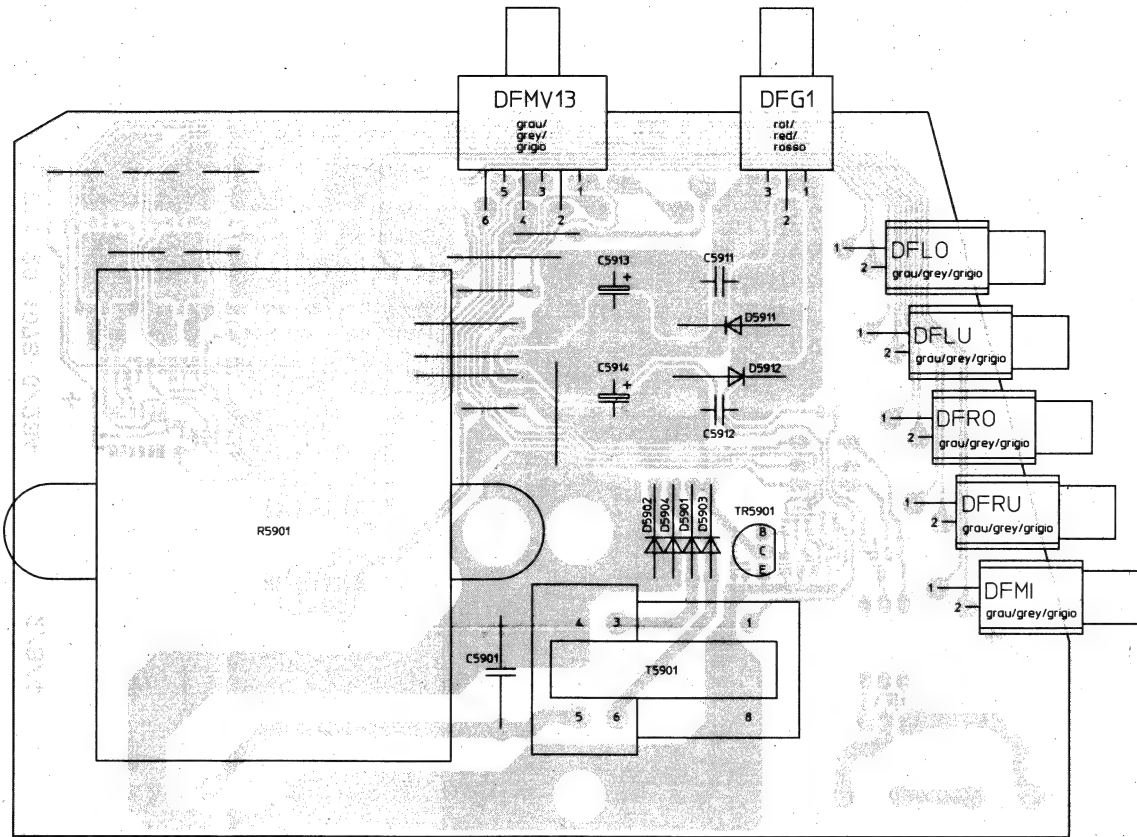 DFMV13
grau/
grey/
grigio
6
5
4
3
2
1
DFG1
rot/
red/
rosso
3
2
1
1
2
DFLO
grau/grey/grigio
1
2
DFLU
grau/grey/grigio
1
2
DFRO
grau/grey/grigio
1
2
DFRU
grau/grey/grigio
1
2
DFMI
grau/grey/grigio
C5913
+
C5911
D5911
C5914
+
D5912
C5912
R5901
D5902
D5904
D5901
D5903
TR5901
B
C
E
C5901
4
3
1
T5901
5
6
8